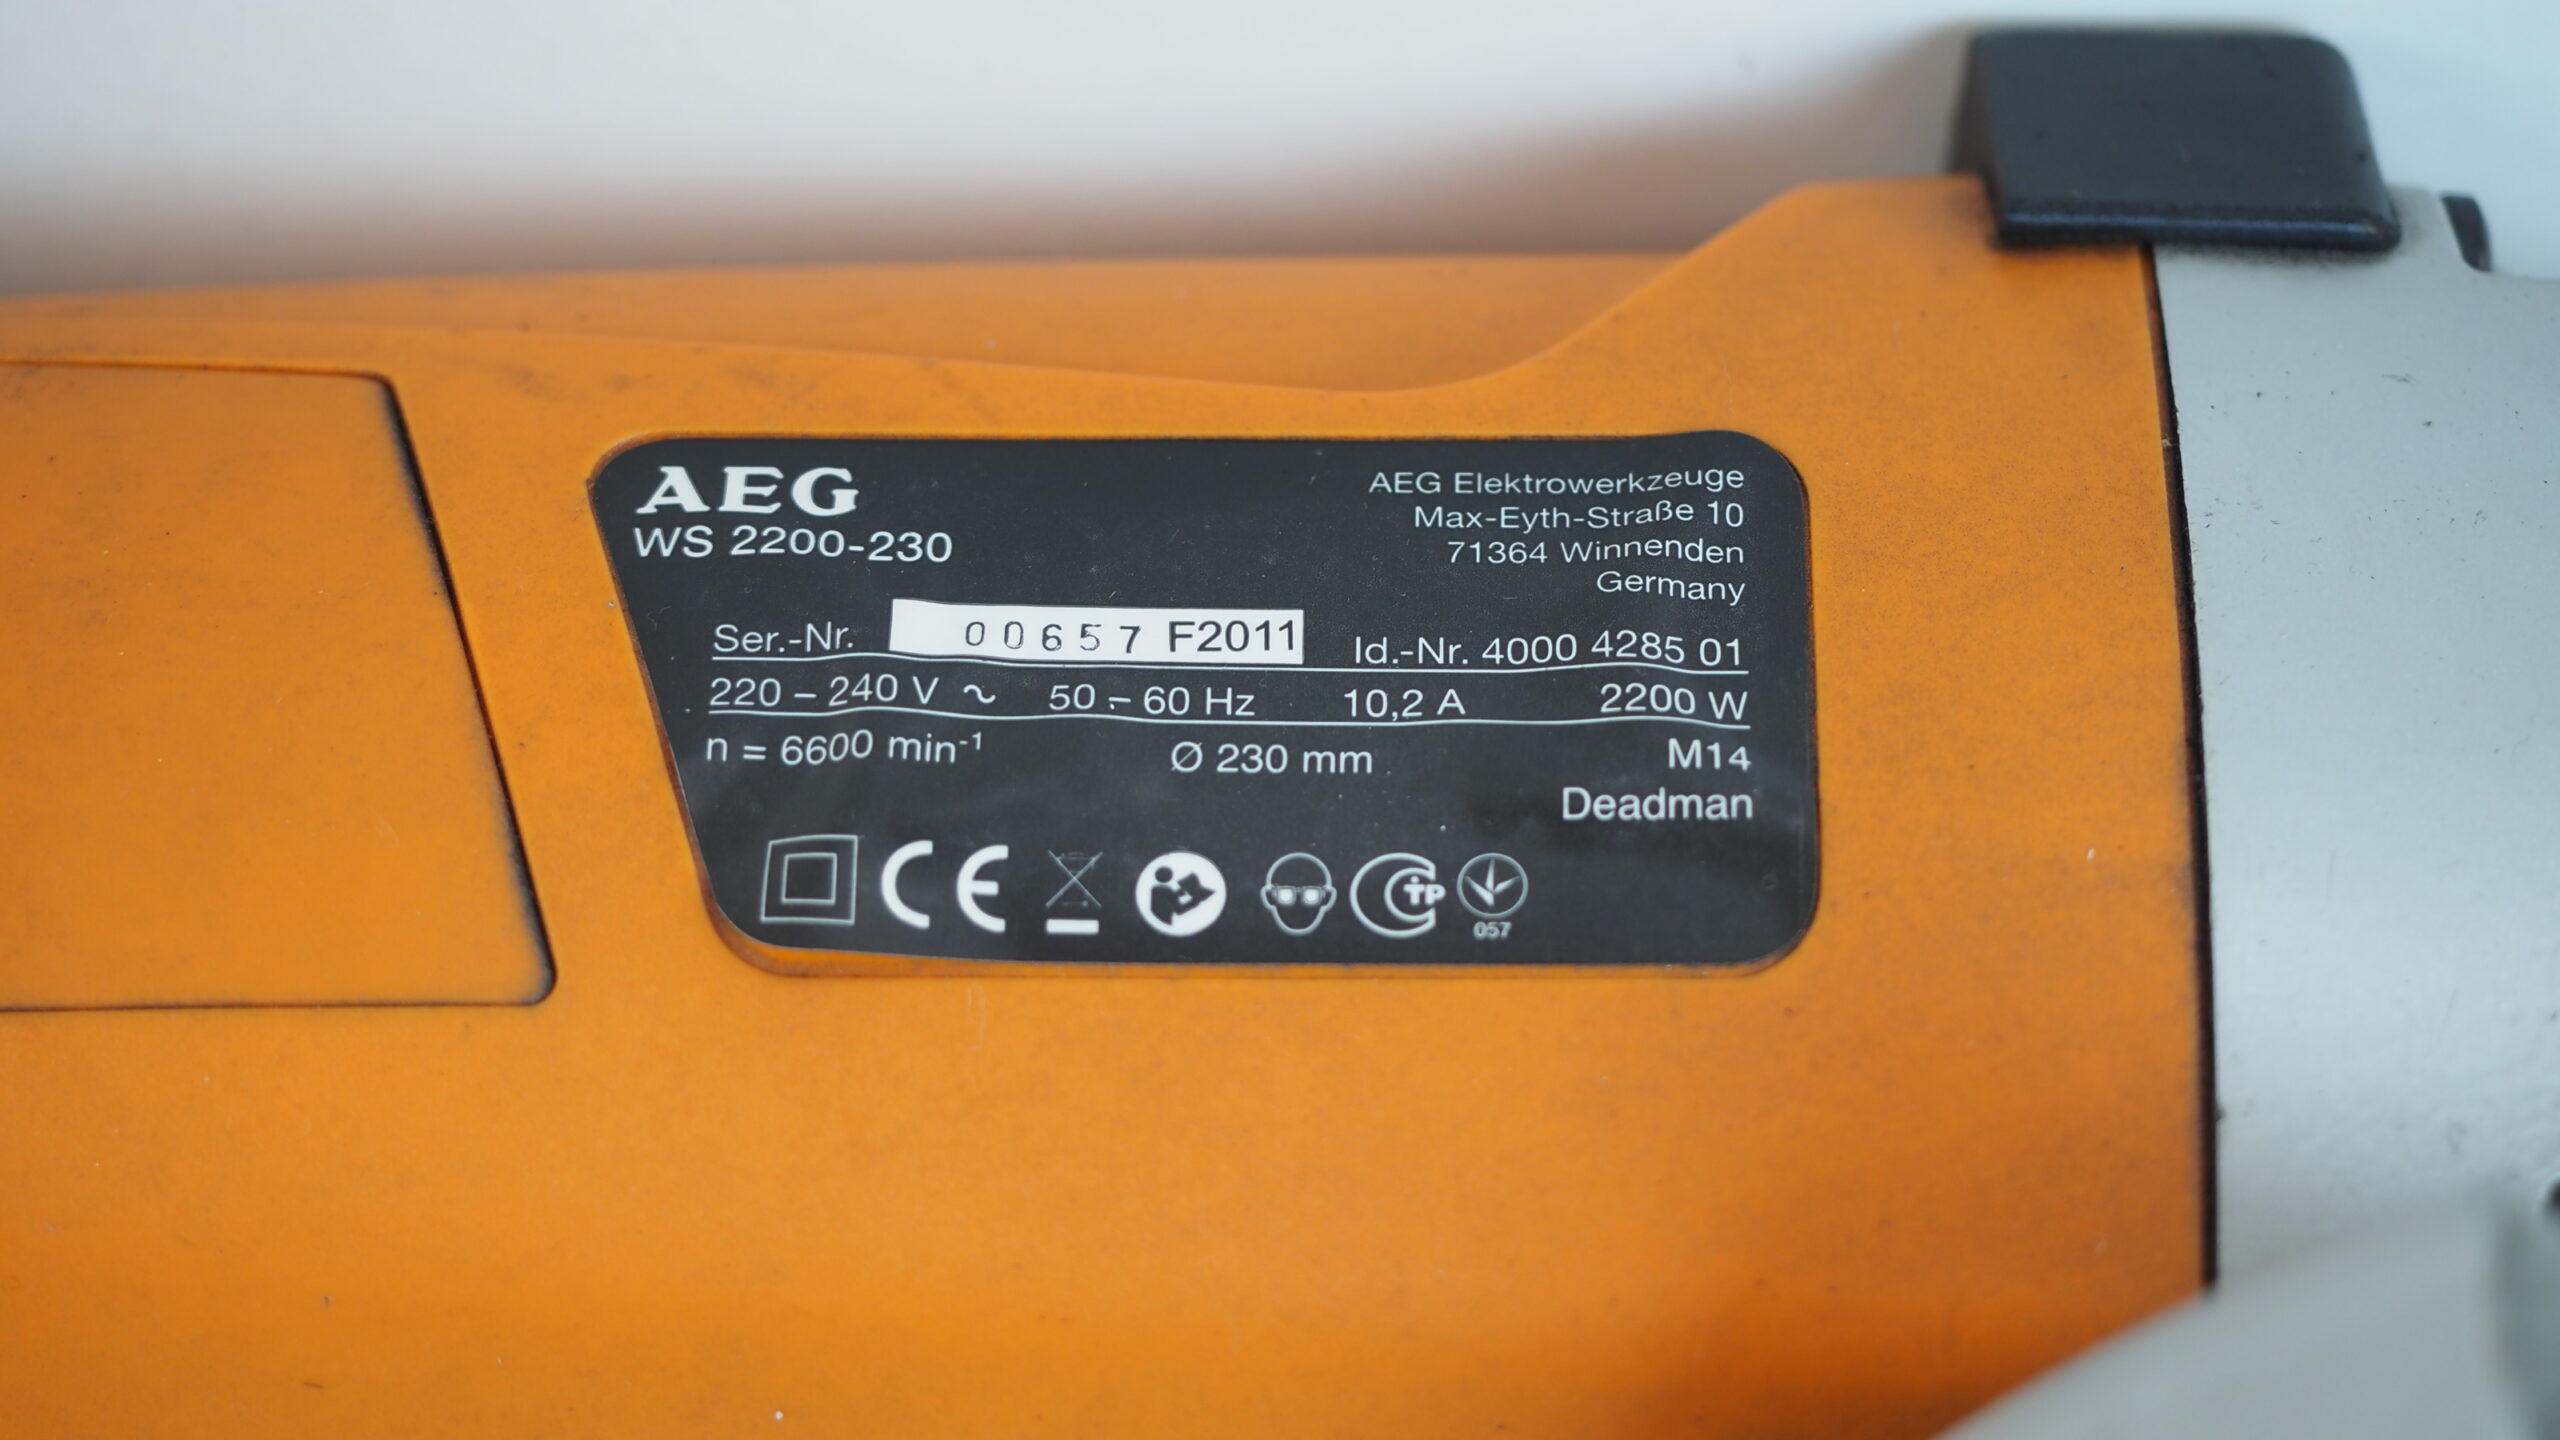 AEG
WS 2200-230
AEG Elektrowerkzeuge
Max-Eyth-Straße 10
71364 Winnenden
Germany
Ser.-Nr. 00657 F2011 Id.-Nr. 4000 4285 01
220 – 240 V ~ 50 – 60 Hz 10,2 A 2200 W
n = 6600 min⁻¹ Ø 230 mm M14
Deadman
CE TP
057